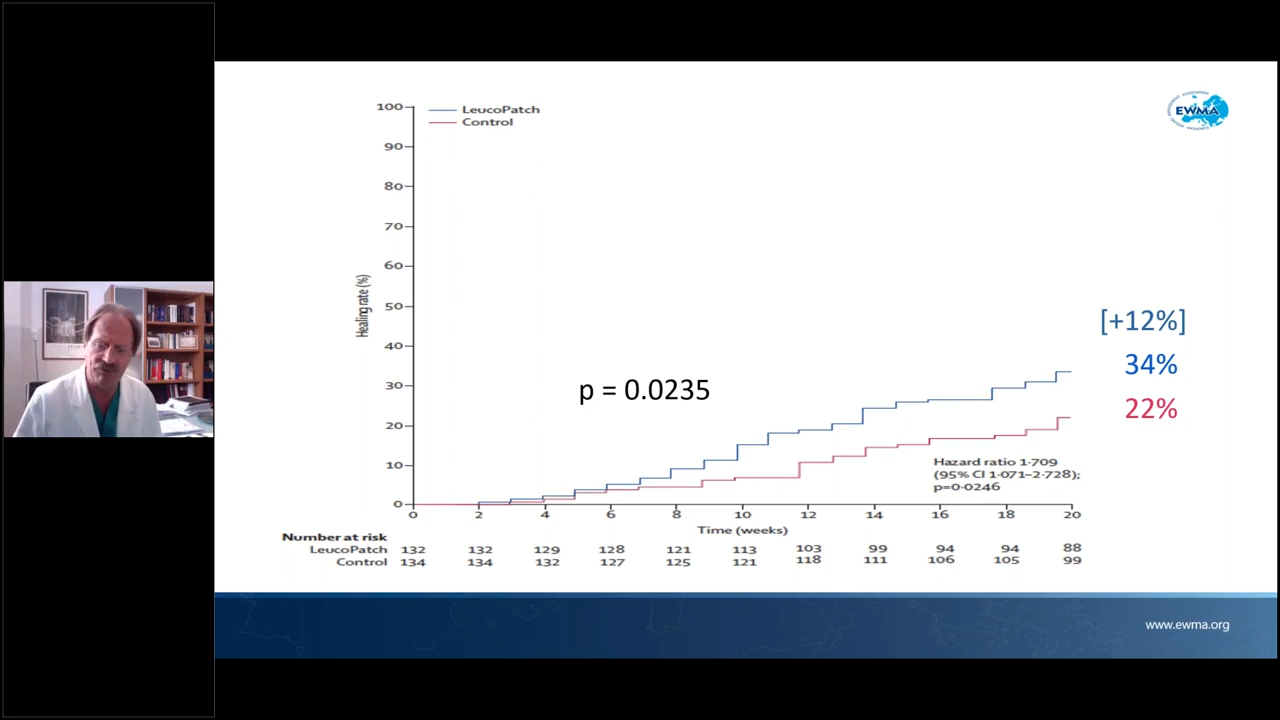 LeucoPatch
Control
EWMA
100
90
80
70
60
50
40
30
20
10
0
Healing rate (%)
[+12%]
34%
22%
p = 0.0235
Hazard ratio 1·709
(95% CI 1·071–2·728);
p=0·0246
0 2 4 6 8 10 12 14 16 18 20
Time (weeks)
Number at risk
LeucoPatch 132 132 129 128 121 113 103 99 94 94 88
Control 134 134 132 127 125 121 118 111 106 105 99
www.ewma.org